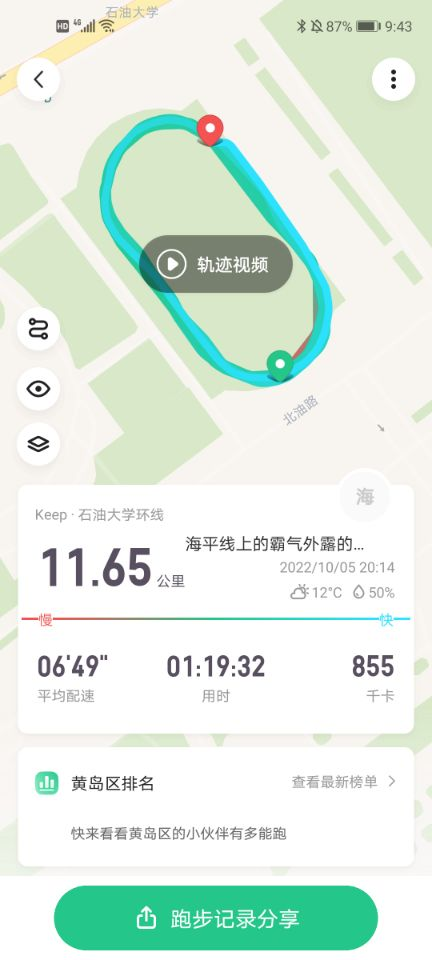 石油大学
HD 4G 87% 9:43
轨迹视频
北油路
海
Keep · 石油大学环线
海平线上的霸气外露的...
11.65公里
2022/10/05 20:14
12°C 50%
慢 快
06'49" 01:19:32 855
平均配速 用时 千卡
黄岛区排名 查看最新榜单
快来看看黄岛区的小伙伴有多能跑
跑步记录分享